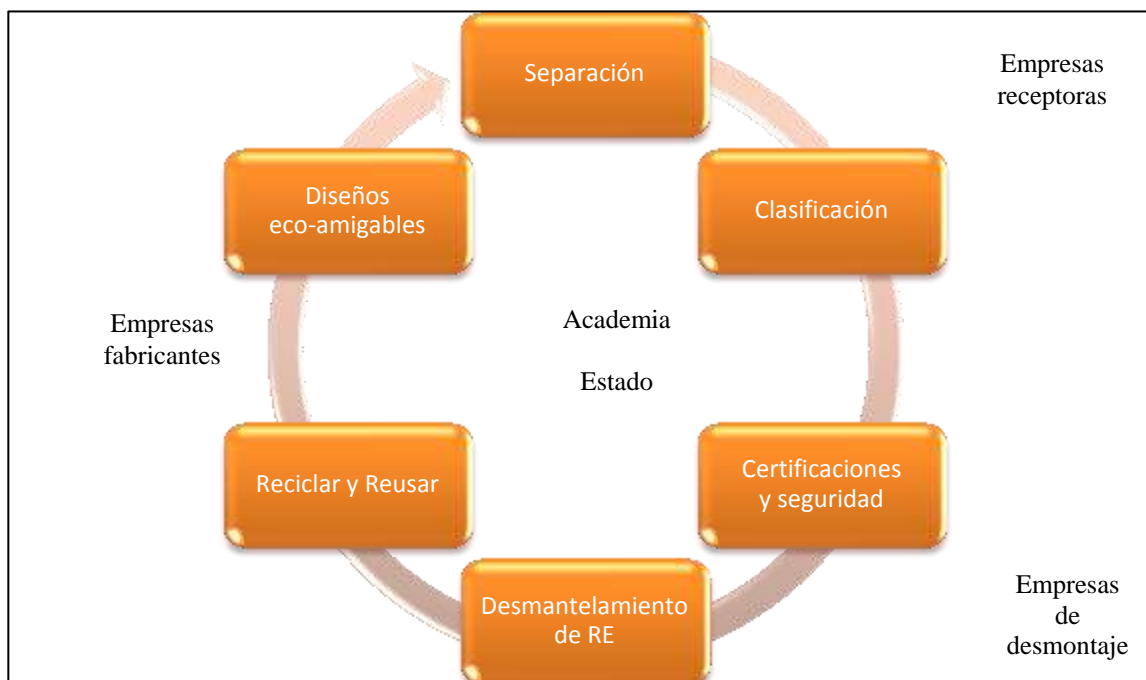 Separación
Empresas
receptoras
Diseños
eco-amigables
Clasificación
Empresas
fabricantes
Academia
Estado
Reciclar y Reusar
Certificaciones
y seguridad
Desmantelamiento
de RE
Empresas
de
desmontaje